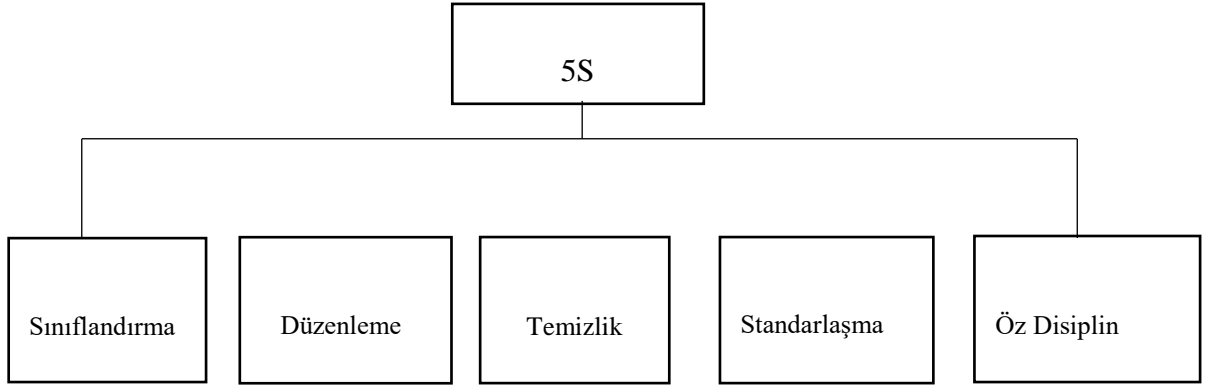 5S
Sınıflandırma
Düzenleme
Temizlik
Standarlaşma
Öz Disiplin